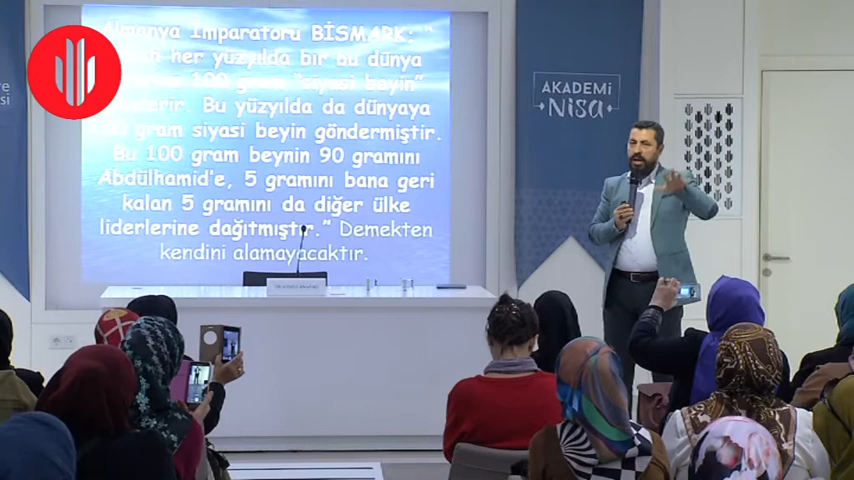 Almanya İmparatoru BİSMARK: "
her yüzyılda bir bu dünya
100 gram "siyasi beyin"
Bu yüzyılda da dünyaya
gram siyasi beyin göndermiştir.
Bu 100 gram beynin 90 gramını
Abdülhamid'e, 5 gramını bana geri
kalan 5 gramını da diğer ülke
liderlerine dağıtmıştır." Demekten
kendini alamayacaktır.
AKADEMİ
NİSA